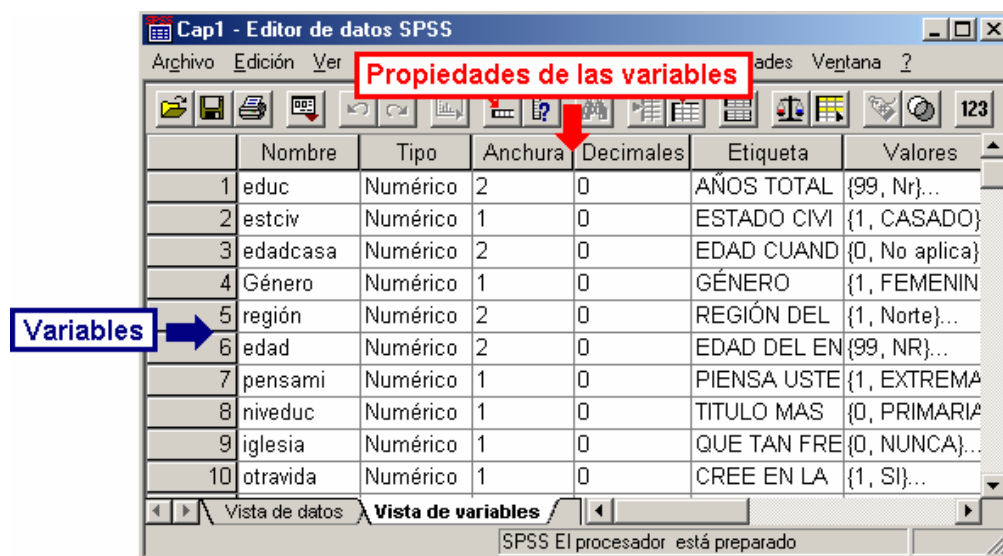 SPSS
Cap1 - Editor de datos SPSS
Archivo Edición Ver ades Ventana ?
Propiedades de las variables
123
Nombre Tipo Anchura Decimales Etiqueta Valores
1 educ Numérico 2 0 AÑOS TOTAL {99, Nr}...
2 estciv Numérico 1 0 ESTADO CIVI {1, CASADO}
3 edadcasa Numérico 2 0 EDAD CUAND {0, No aplica}
4 Género Numérico 1 0 GÉNERO {1, FEMENIN
5 región Numérico 2 0 REGIÓN DEL {1, Norte}...
Variables
6 edad Numérico 2 0 EDAD DEL EN {99, NR}...
7 pensami Numérico 1 0 PIENSA USTE {1, EXTREMA
8 niveduc Numérico 1 0 TITULO MAS {0, PRIMARIA
9 iglesia Numérico 1 0 QUE TAN FRE {0, NUNCA}...
10 otravida Numérico 1 0 CREE EN LA {1, SI}...
Vista de datos Vista de variables
SPSS El procesador está preparado